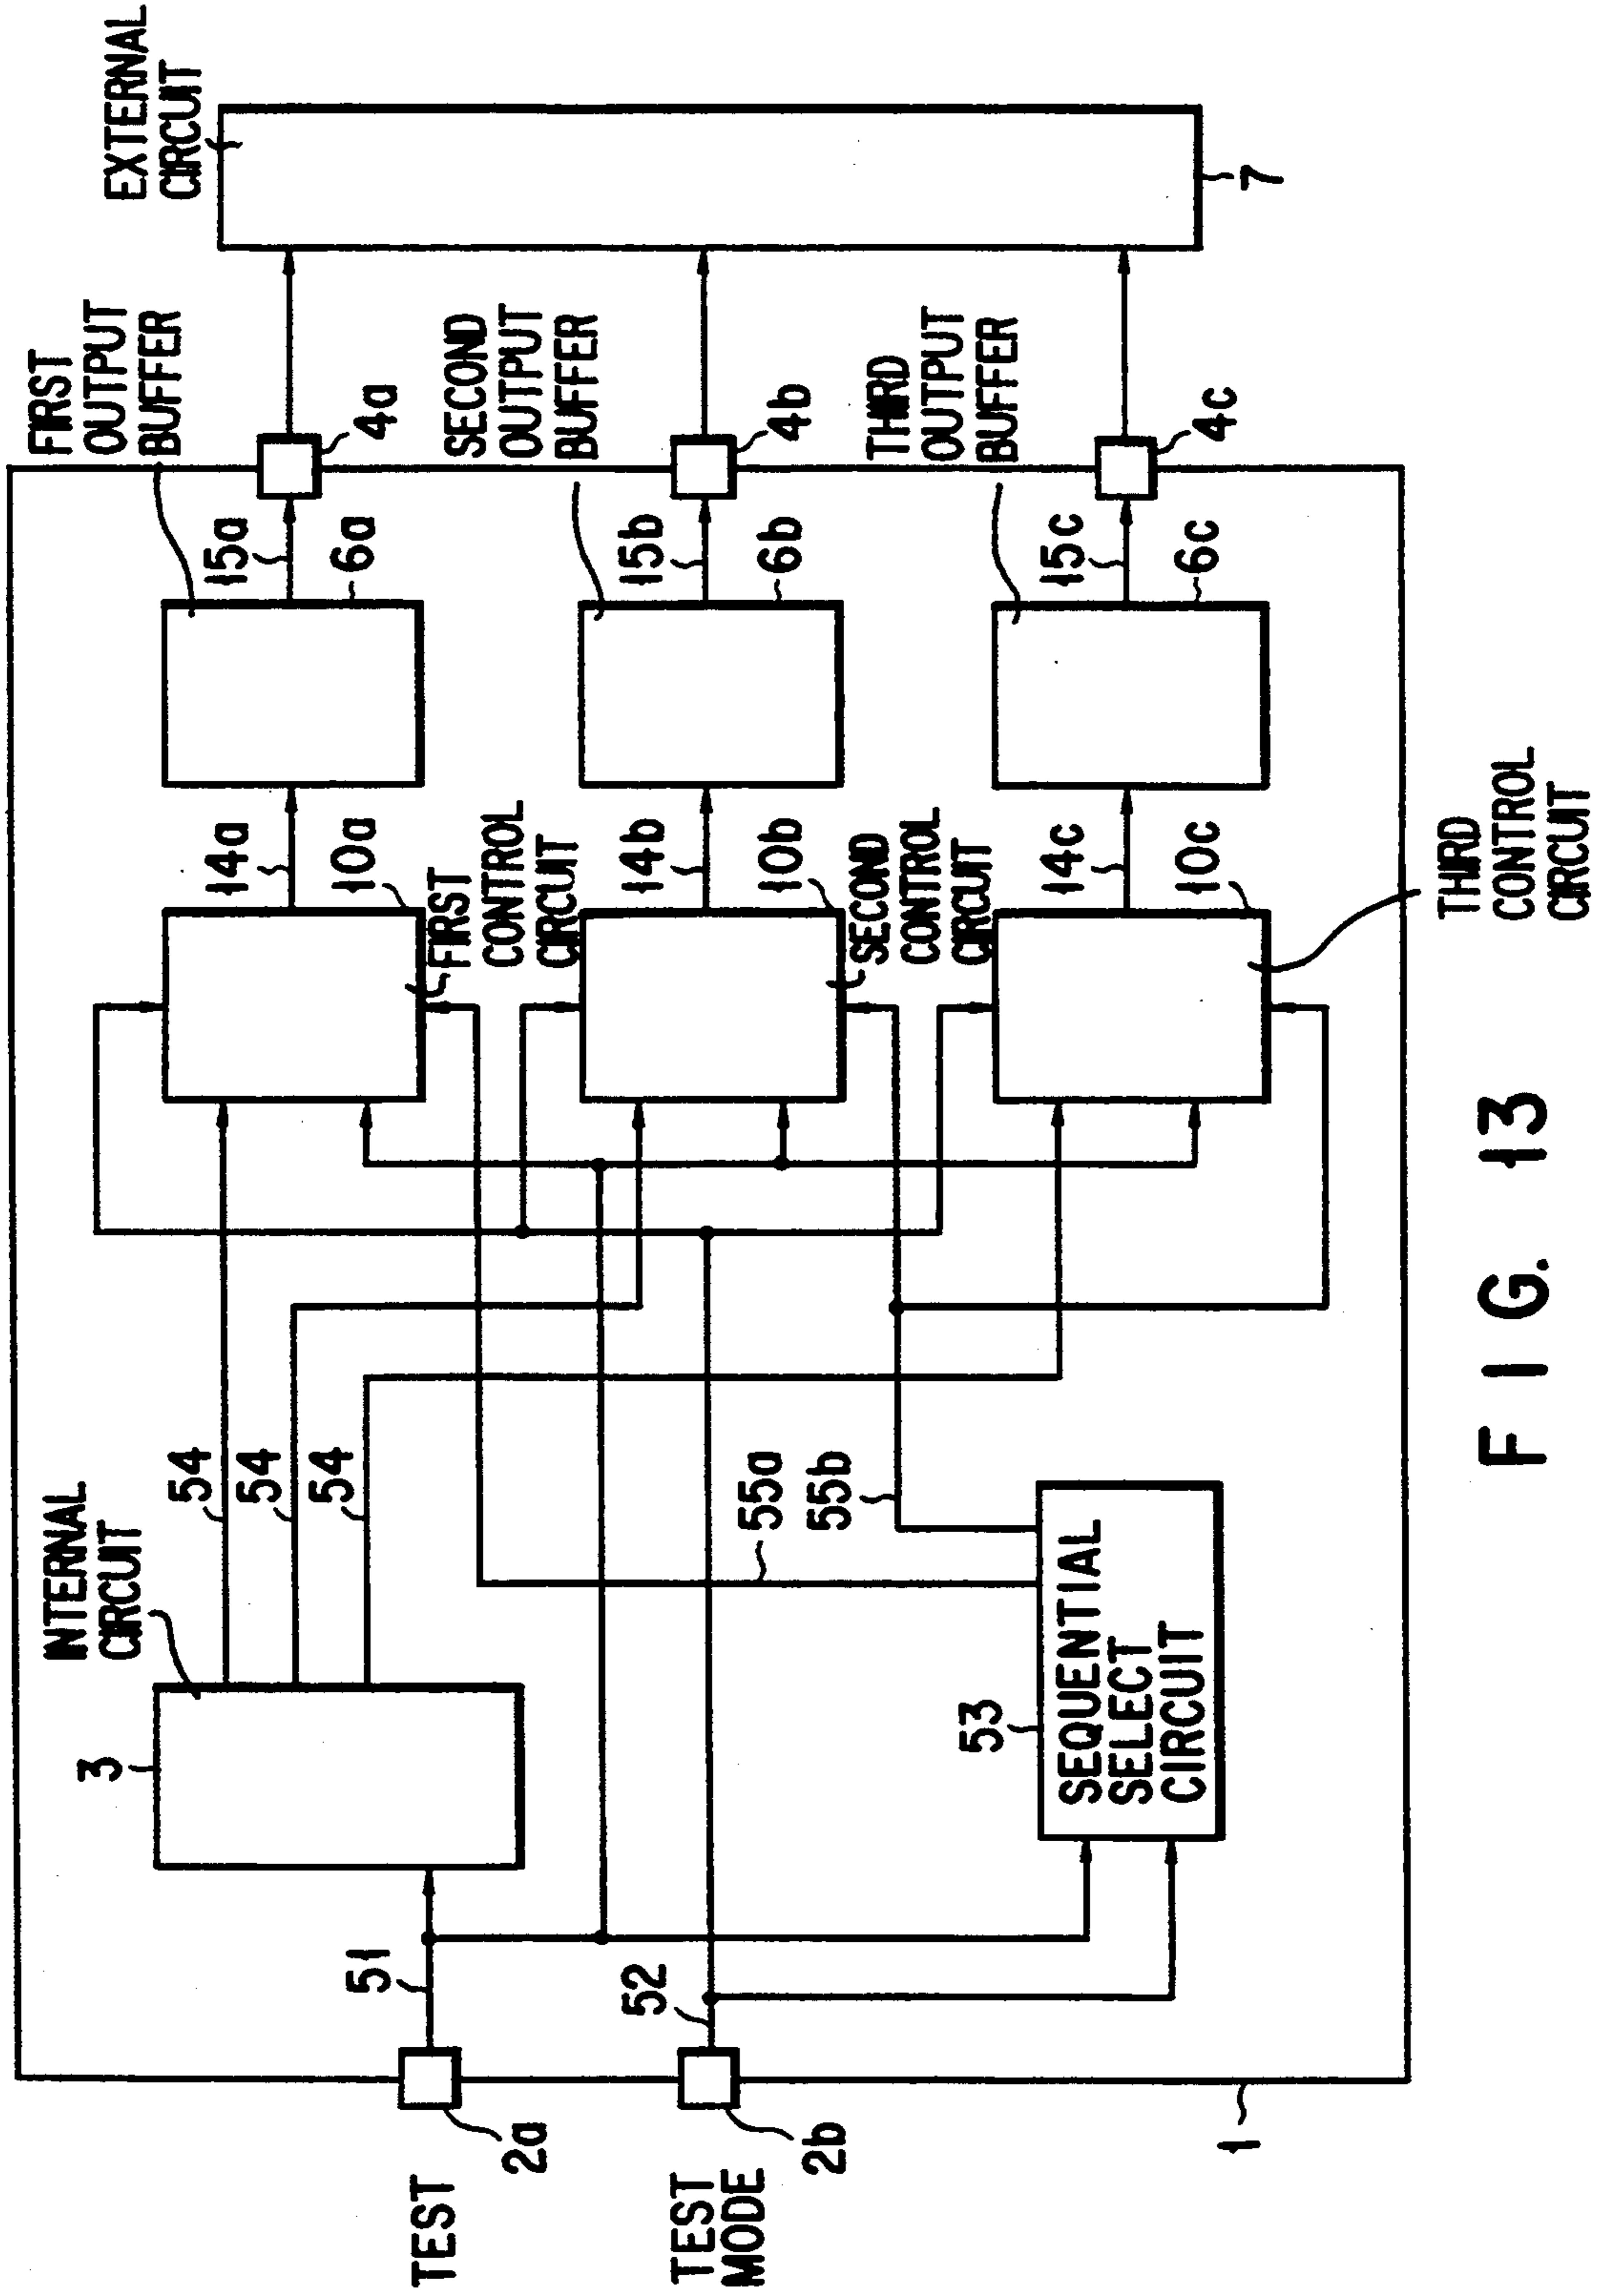 EXTERNAL
CIRCUIT
7
FIRST
OUTPUT
BUFFER
4a
SECOND
OUTPUT
BUFFER
4b
THIRD
OUTPUT
BUFFER
4c
15a
6a
15b
6b
15c
6c
14a
10a
FIRST
CONTROL
CIRCUIT
14b
10b
SECOND
CONTROL
CIRCUIT
14c
10c
THIRD
CONTROL
CIRCUIT
INTERNAL
CIRCUIT
3
54
54
54
55a
55b
53
SEQUENTIAL
SELECT
CIRCUIT
51
52
TEST
2a
TEST
MODE
2b
1
FIG. 13